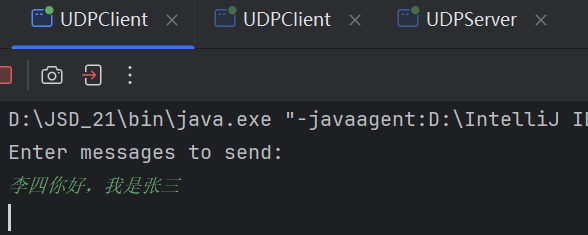 UDPClient UDPClient UDPServer
D:\JSD_21\bin\java.exe "-javaagent:D:\IntelliJ
Enter messages to send:
李四你好，我是张三